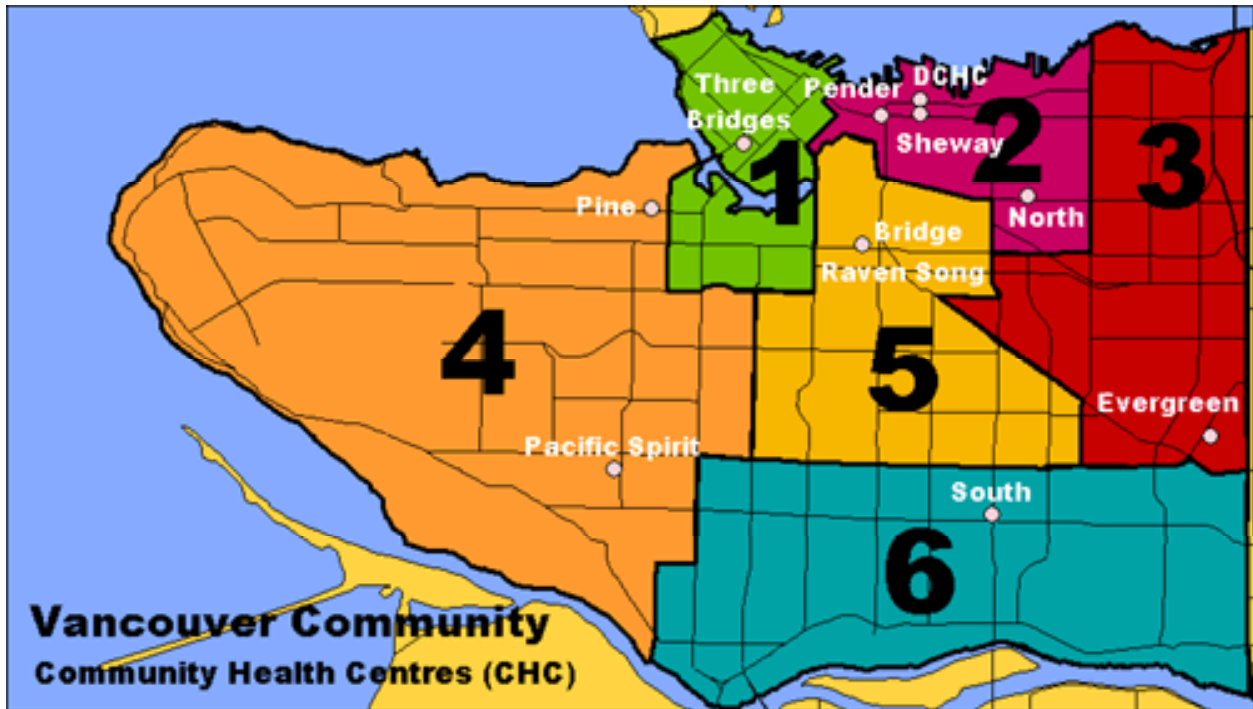 Three
Bridges
1
Pender
DCHC
Sheway
2
North
3
Pine
Bridge
Raven Song
4
5
Evergreen
Pacific Spirit
South
6
Vancouver Community
Community Health Centres (CHC)